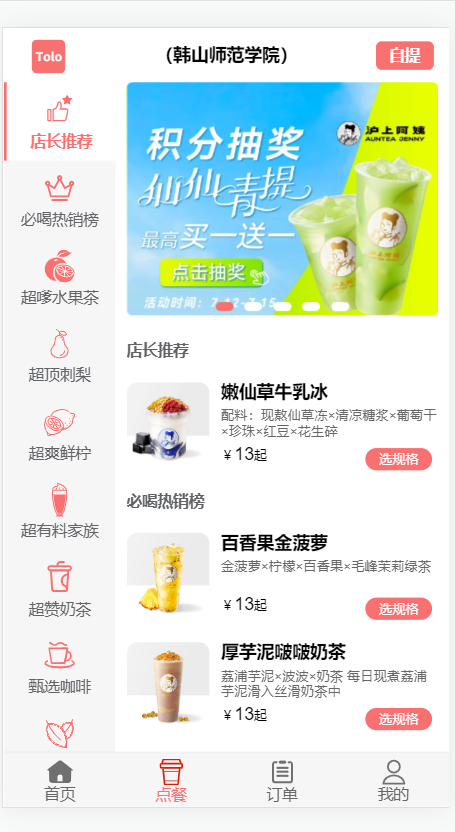 Tolo
（韩山师范学院）
自提
店长推荐
必喝热销榜
超嗲水果茶
超顶刺梨
超爽鲜柠
超有料家族
超赞奶茶
甄选咖啡
积分抽奖
仙仙青提
最高买一送一
点击抽奖
活动时间：7.12-7.15
沪上阿姨
AUNTEA JENNY
店长推荐
嫩仙草牛乳冰
配料：现熬仙草冻×清凉糖浆×葡萄干
×珍珠×红豆×花生碎
￥13起
选规格
必喝热销榜
百香果金菠萝
金菠萝×柠檬×百香果×毛峰茉莉绿茶
￥13起
选规格
厚芋泥啵啵奶茶
荔浦芋泥×波波×奶茶 每日现煮荔浦
芋泥滑入丝滑奶茶中
￥13起
选规格
首页
点餐
订单
我的